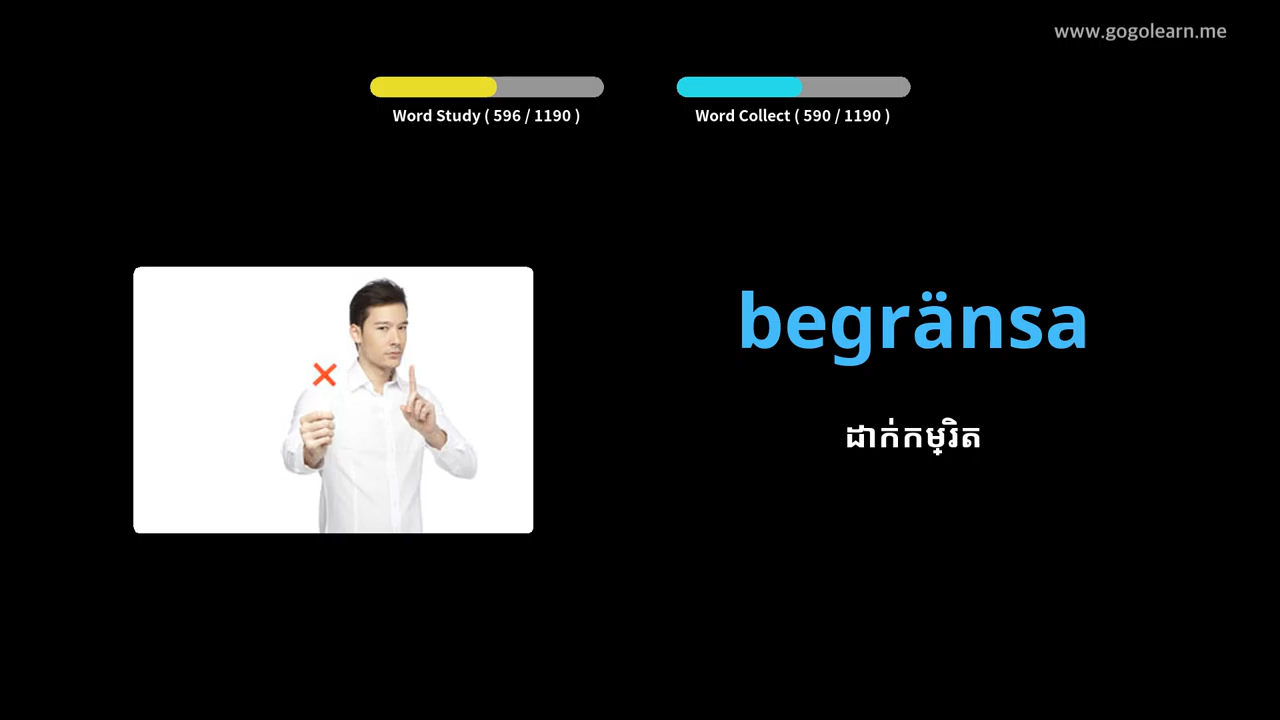 www.gogolearn.me
Word Study ( 596 / 1190 )
Word Collect ( 590 / 1190 )
begränsa
ដាក់កម្រិត